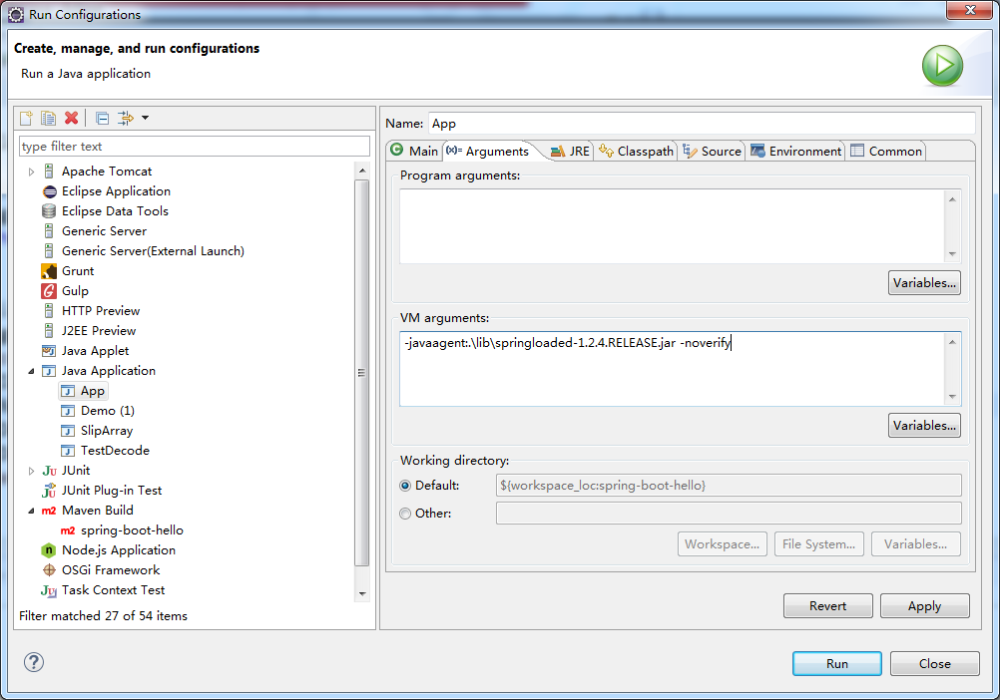 Run Configurations
Create, manage, and run configurations
Run a Java application
type filter text
Apache Tomcat
Eclipse Application
Eclipse Data Tools
Generic Server
Generic Server(External Launch)
Grunt
Gulp
HTTP Preview
J2EE Preview
Java Applet
Java Application
App
Demo (1)
SlipArray
TestDecode
JUnit
JUnit Plug-in Test
Maven Build
spring-boot-hello
Node.js Application
OSGi Framework
Task Context Test
Filter matched 27 of 54 items
Name: App
Main (x)= Arguments JRE Classpath Source Environment Common
Program arguments:
Variables...
VM arguments:
-javaagent:.\lib\springloaded-1.2.4.RELEASE.jar -noverify
Variables...
Working directory:
Default: ${workspace_loc:spring-boot-hello}
Other:
Workspace... File System... Variables...
Revert Apply
Run Close